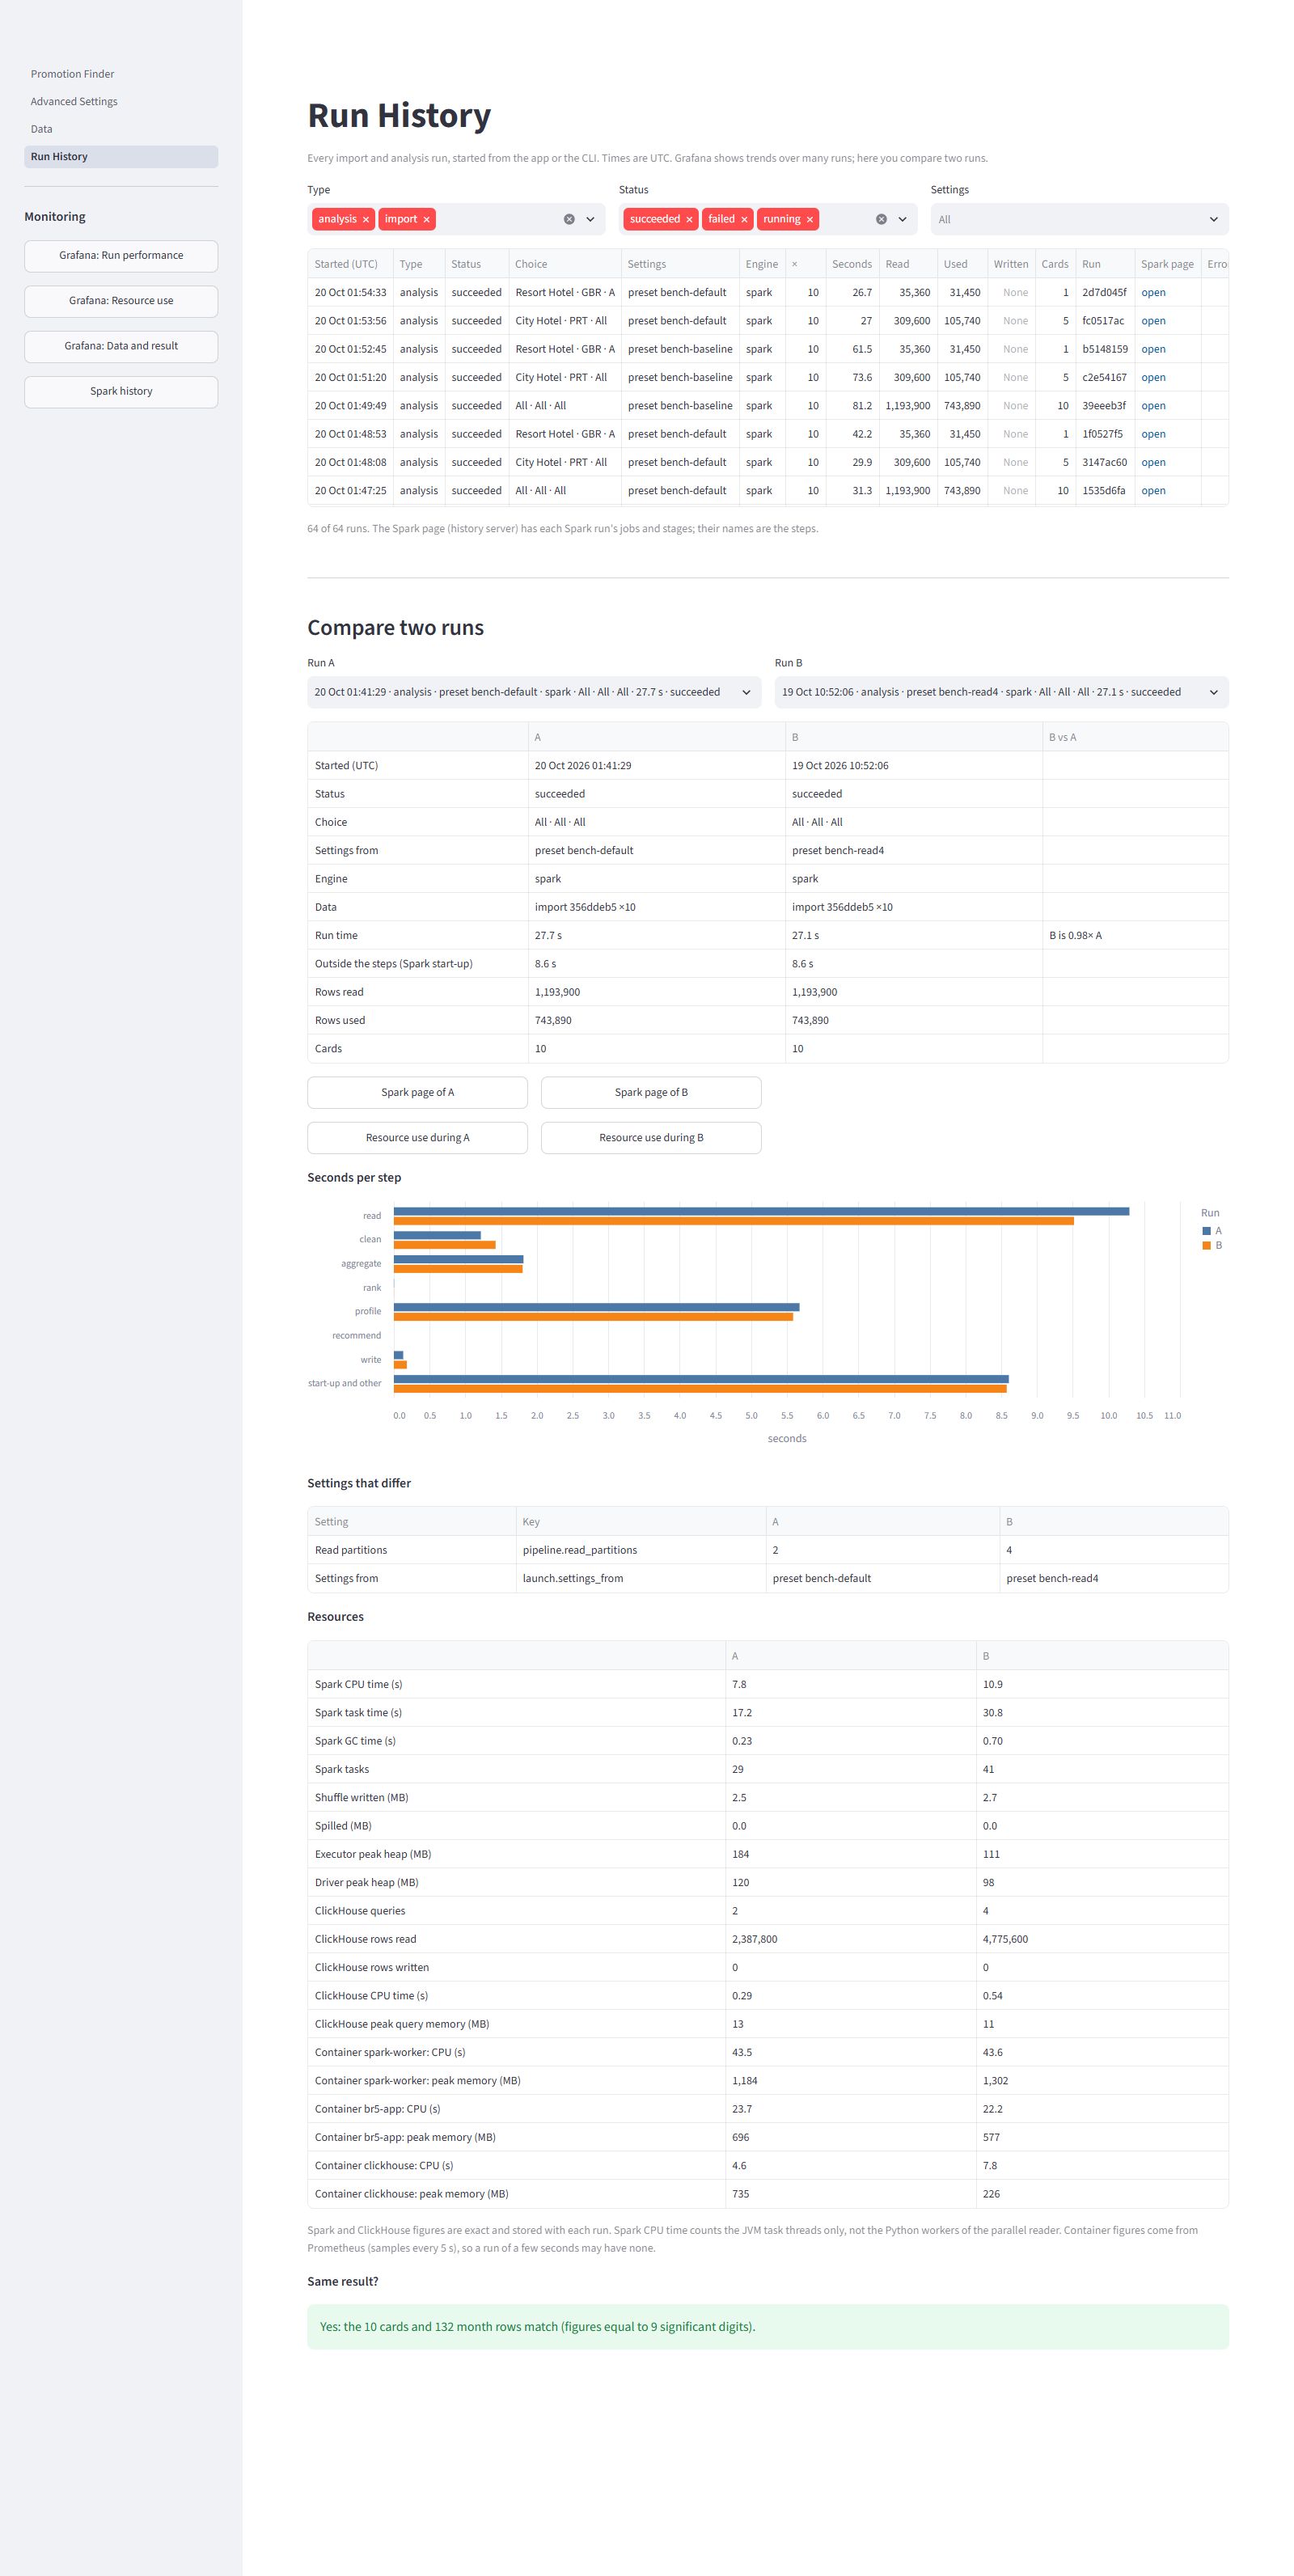 Promotion Finder
Advanced Settings
Data
Run History
Monitoring
Grafana: Run performance
Grafana: Resource use
Grafana: Data and result
Spark history
Run History
Every import and analysis run, started from the app or the CLI. Times are UTC. Grafana shows trends over many runs; here you compare two runs.
Type Status Settings
analysis × import × succeeded × failed × running × All
Started (UTC) Type Status Choice Settings Engine × Seconds Read Used Written Cards Run Spark page Erro
20 Oct 01:54:33 analysis succeeded Resort Hotel · GBR · A preset bench-default spark 10 26.7 35,360 31,450 None 1 2d7d045f open
20 Oct 01:53:56 analysis succeeded City Hotel · PRT · All preset bench-default spark 10 27 309,600 105,740 None 5 fc0517ac open
20 Oct 01:52:45 analysis succeeded Resort Hotel · GBR · A preset bench-baseline spark 10 61.5 35,360 31,450 None 1 b5148159 open
20 Oct 01:51:20 analysis succeeded City Hotel · PRT · All preset bench-baseline spark 10 73.6 309,600 105,740 None 5 c2e54167 open
20 Oct 01:49:49 analysis succeeded All · All · All preset bench-baseline spark 10 81.2 1,193,900 743,890 None 10 39eeeb3f open
20 Oct 01:48:53 analysis succeeded Resort Hotel · GBR · A preset bench-default spark 10 42.2 35,360 31,450 None 1 1f0527f5 open
20 Oct 01:48:08 analysis succeeded City Hotel · PRT · All preset bench-default spark 10 29.9 309,600 105,740 None 5 3147ac60 open
20 Oct 01:47:25 analysis succeeded All · All · All preset bench-default spark 10 31.3 1,193,900 743,890 None 10 1535d6fa open
64 of 64 runs. The Spark page (history server) has each Spark run's jobs and stages; their names are the steps.
Compare two runs
Run A Run B
20 Oct 01:41:29 · analysis · preset bench-default · spark · All · All · All · 27.7 s · succeeded 19 Oct 10:52:06 · analysis · preset bench-read4 · spark · All · All · All · 27.1 s · succeeded
A B B vs A
Started (UTC) 20 Oct 2026 01:41:29 19 Oct 2026 10:52:06
Status succeeded succeeded
Choice All · All · All All · All · All
Settings from preset bench-default preset bench-read4
Engine spark spark
Data import 356ddeb5 ×10 import 356ddeb5 ×10
Run time 27.7 s 27.1 s B is 0.98× A
Outside the steps (Spark start-up) 8.6 s 8.6 s
Rows read 1,193,900 1,193,900
Rows used 743,890 743,890
Cards 10 10
Spark page of A Spark page of B
Resource use during A Resource use during B
Seconds per step
read
clean
aggregate
rank
profile
recommend
write
start-up and other
Run
A
B
0.0 0.5 1.0 1.5 2.0 2.5 3.0 3.5 4.0 4.5 5.0 5.5 6.0 6.5 7.0 7.5 8.0 8.5 9.0 9.5 10.0 10.5 11.0
seconds
Settings that differ
Setting Key A B
Read partitions pipeline.read_partitions 2 4
Settings from launch.settings_from preset bench-default preset bench-read4
Resources
A B
Spark CPU time (s) 7.8 10.9
Spark task time (s) 17.2 30.8
Spark GC time (s) 0.23 0.70
Spark tasks 29 41
Shuffle written (MB) 2.5 2.7
Spilled (MB) 0.0 0.0
Executor peak heap (MB) 184 111
Driver peak heap (MB) 120 98
ClickHouse queries 2 4
ClickHouse rows read 2,387,800 4,775,600
ClickHouse rows written 0 0
ClickHouse CPU time (s) 0.29 0.54
ClickHouse peak query memory (MB) 13 11
Container spark-worker: CPU (s) 43.5 43.6
Container spark-worker: peak memory (MB) 1,184 1,302
Container br5-app: CPU (s) 23.7 22.2
Container br5-app: peak memory (MB) 696 577
Container clickhouse: CPU (s) 4.6 7.8
Container clickhouse: peak memory (MB) 735 226
Spark and ClickHouse figures are exact and stored with each run. Spark CPU time counts the JVM task threads only, not the Python workers of the parallel reader. Container figures come from
Prometheus (samples every 5 s), so a run of a few seconds may have none.
Same result?
Yes: the 10 cards and 132 month rows match (figures equal to 9 significant digits).